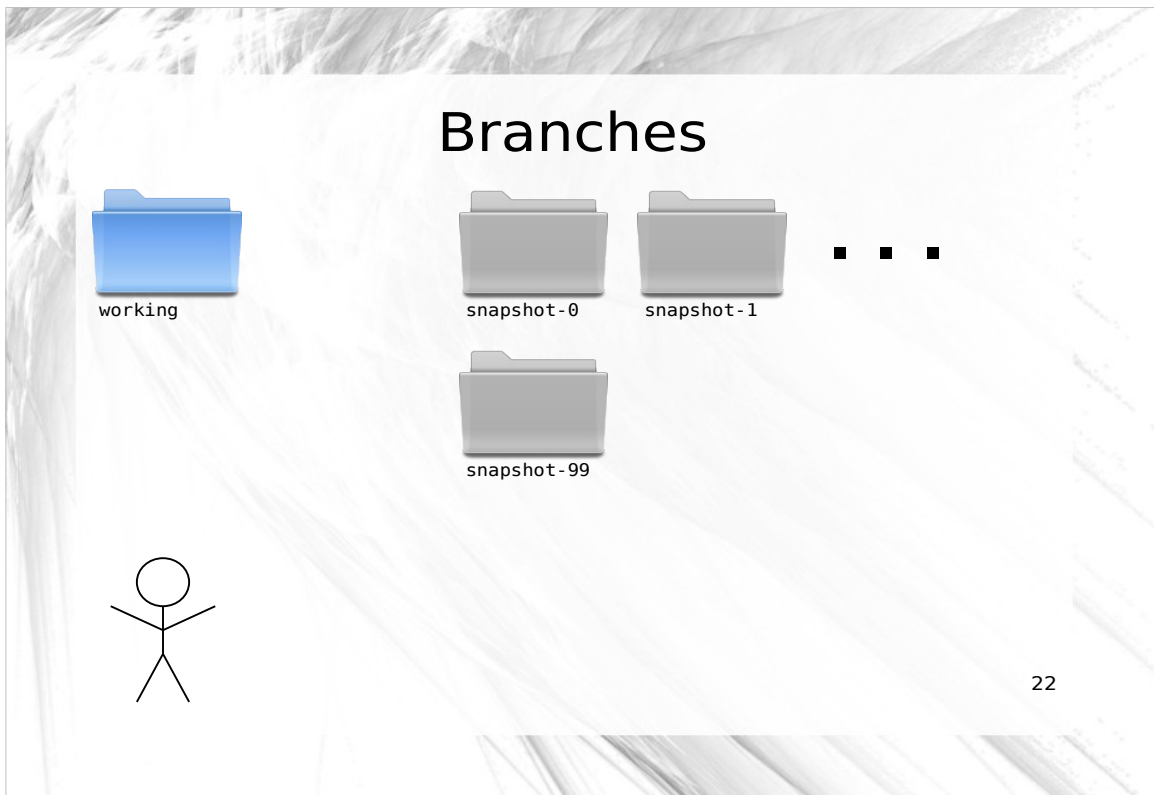 Branches
working
snapshot-0
snapshot-1
. . .
snapshot-99
22